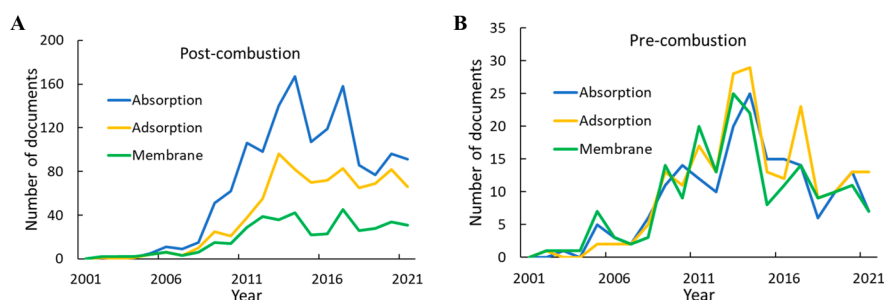 A
Post-combustion
Number of documents
200
160
120
80
40
0
Absorption
Adsorption
Membrane
2001
2006
2011
2016
2021
Year
B
Pre-combustion
Number of documents
35
30
25
20
15
10
5
0
Absorption
Adsorption
Membrane
2001
2006
2011
2016
2021
Year